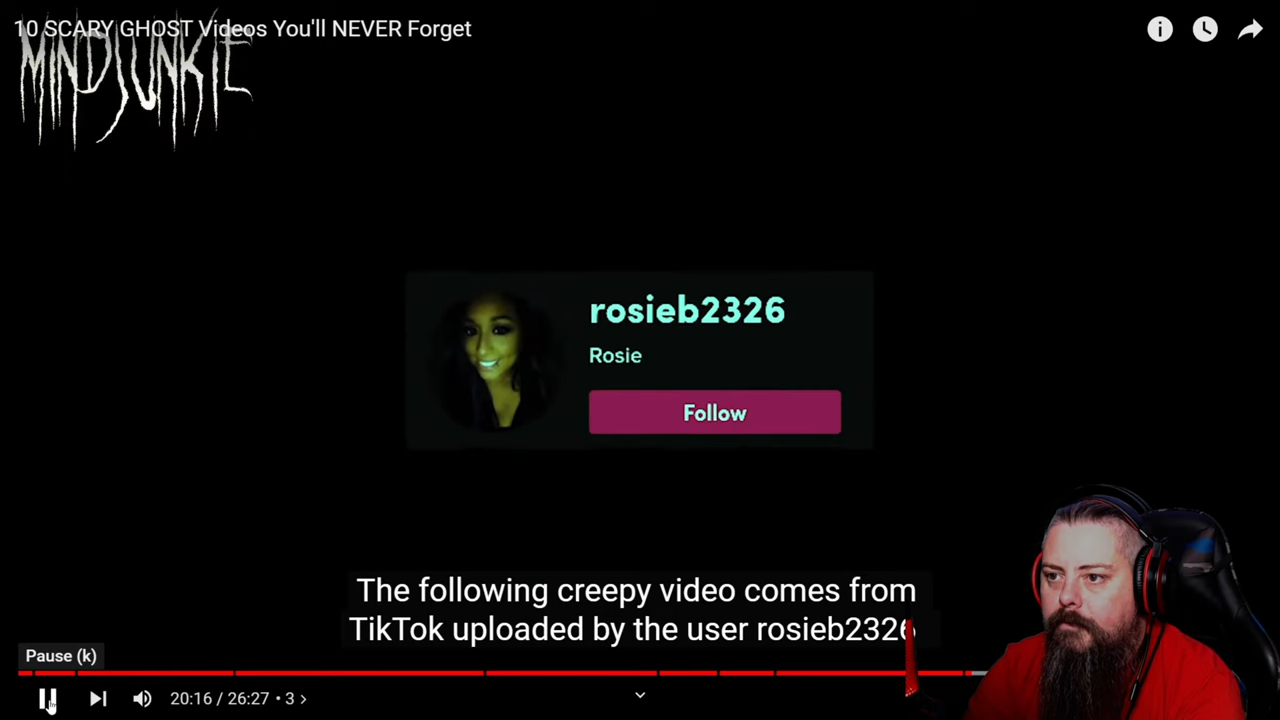 10 SCARY GHOST Videos You'll NEVER Forget
MINDJUNKIE
rosieb2326
Rosie
Follow
The following creepy video comes from
TikTok uploaded by the user rosieb2326
Pause (k)
20:16 / 26:27 • 3 >